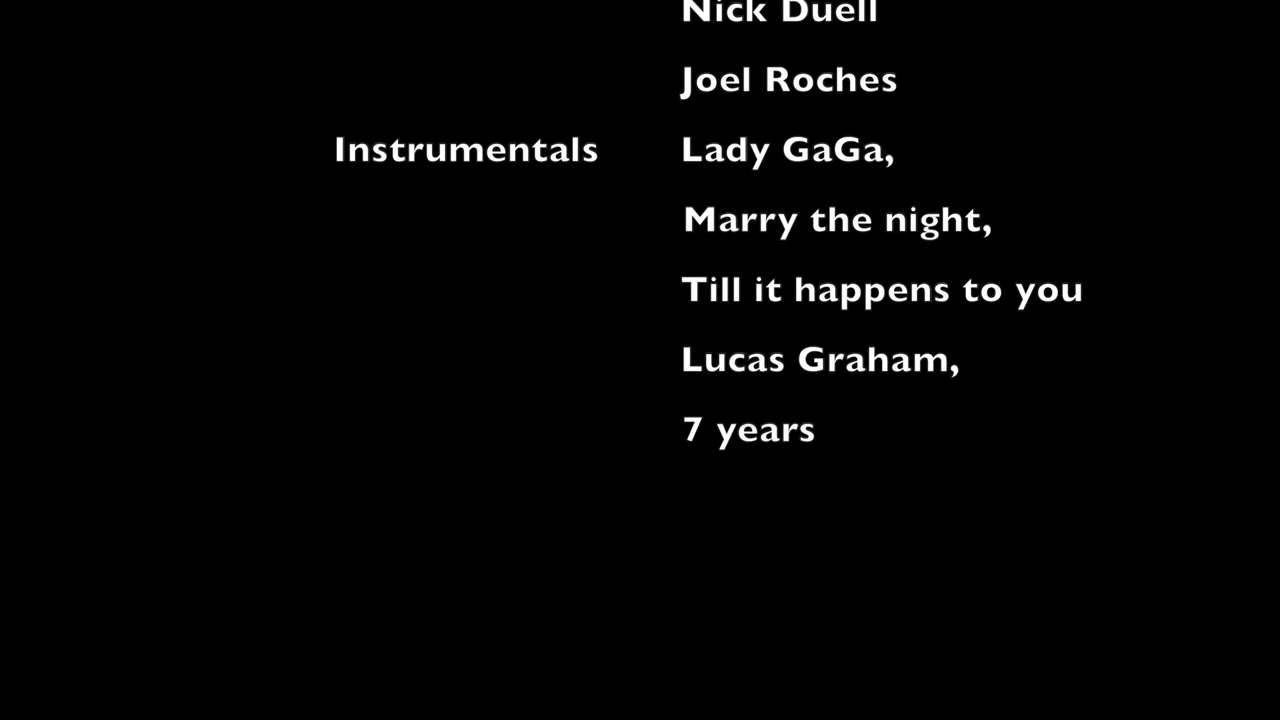 Nick Duell
Joel Roches
Instrumentals Lady GaGa,
Marry the night,
Till it happens to you
Lucas Graham,
7 years